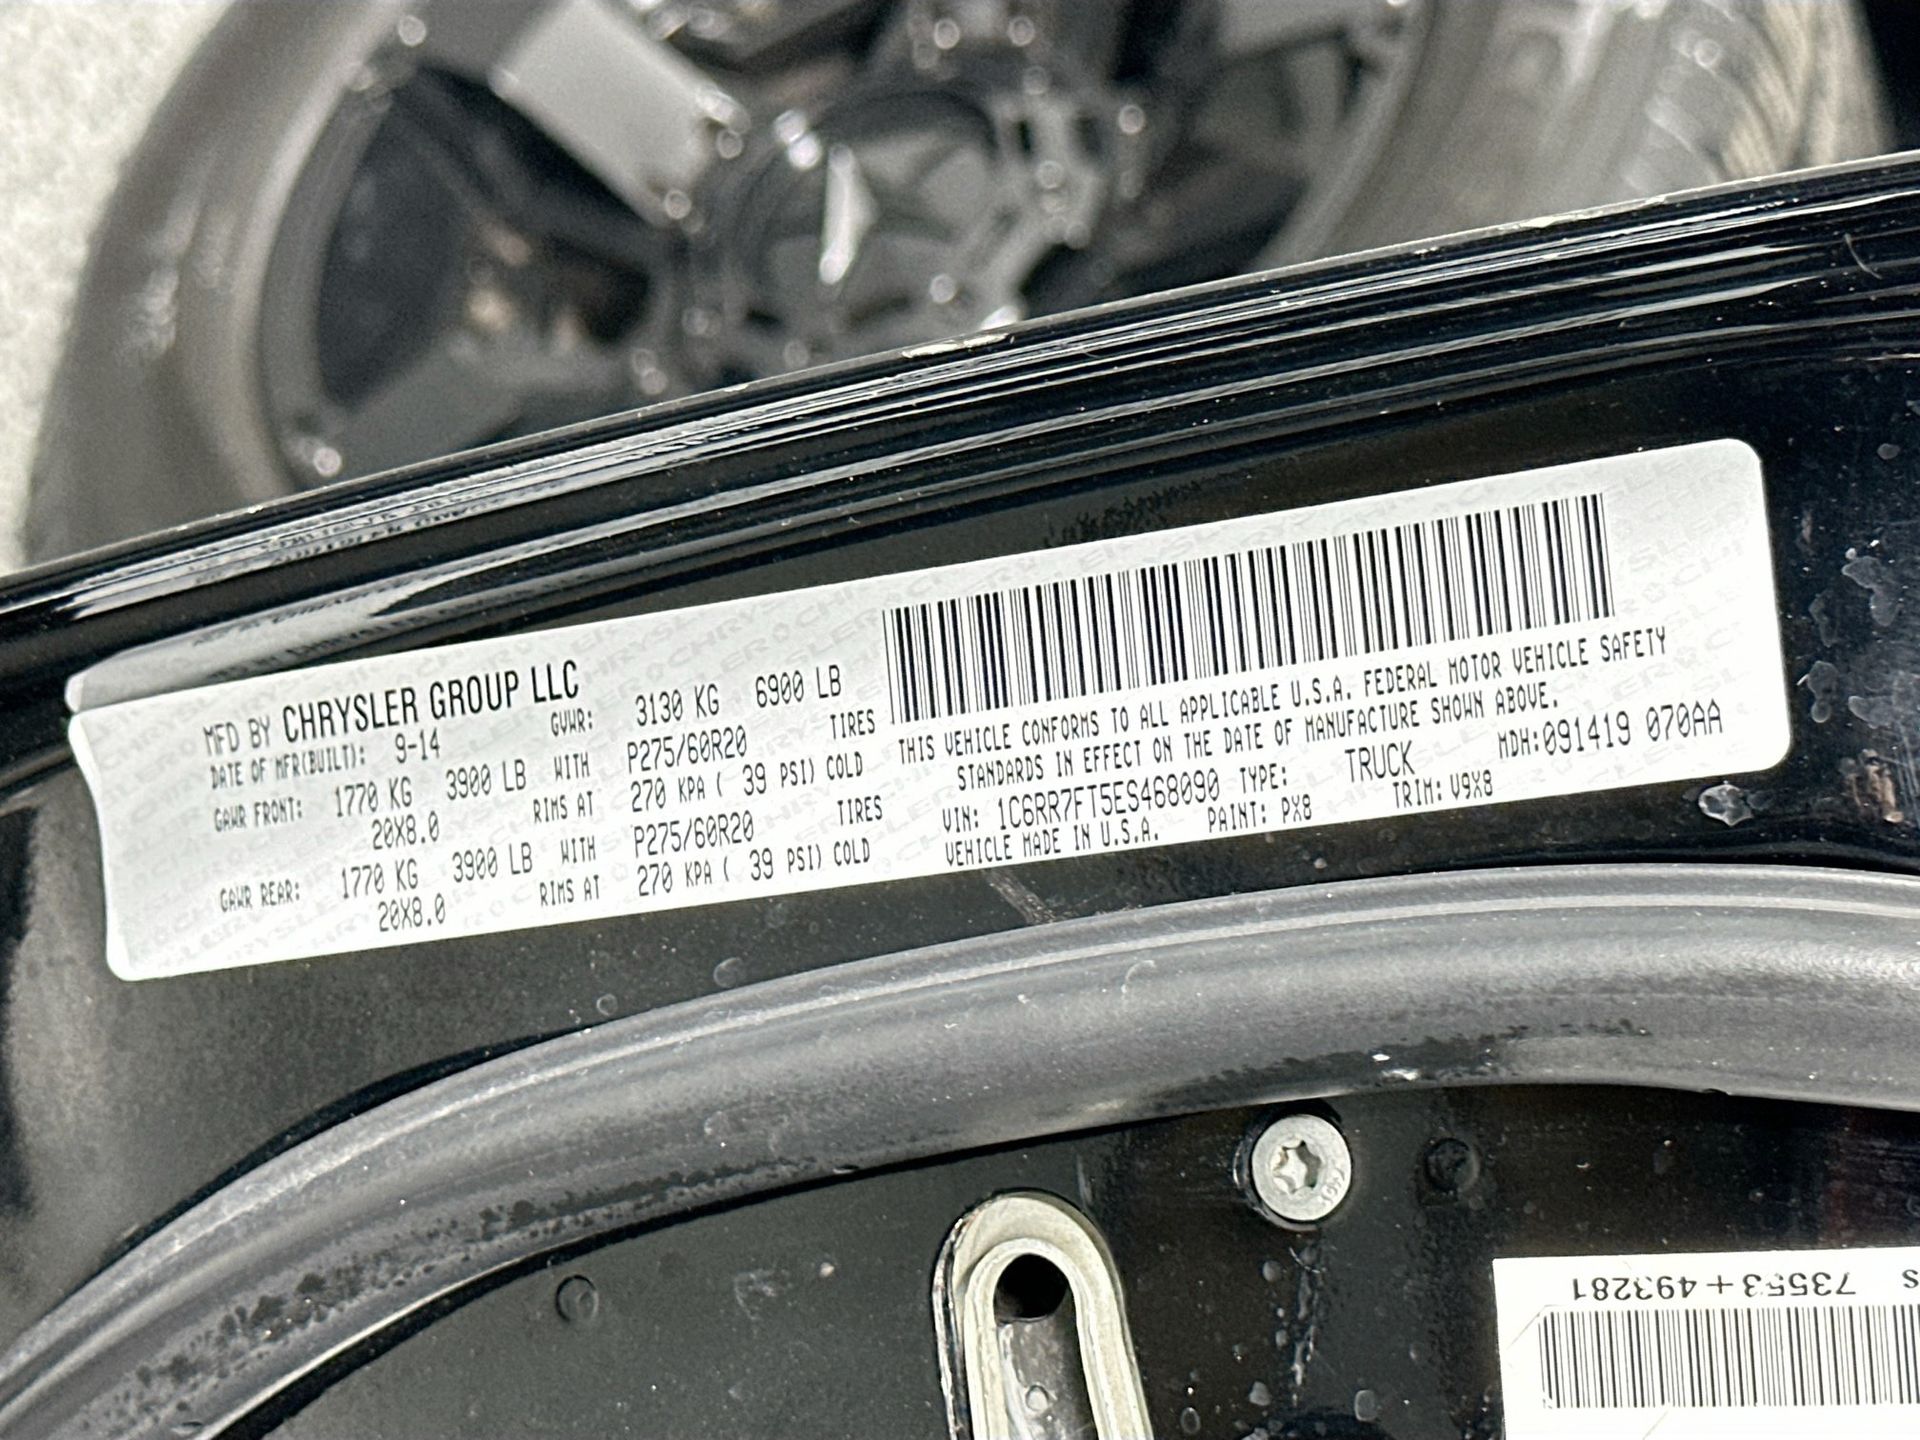 MFD BY CHRYSLER GROUP LLC
DATE OF MFR(BUILT): 9-14 GVWR: 3130 KG 6900 LB
GAWR FRONT: 1770 KG 3900 LB WITH P275/60R20 TIRES
20X8.0 RIMS AT 270 KPA ( 39 PSI) COLD
GAWR REAR: 1770 KG 3900 LB WITH P275/60R20 TIRES
20X8.0 RIMS AT 270 KPA ( 39 PSI) COLD
THIS VEHICLE CONFORMS TO ALL APPLICABLE U.S.A. FEDERAL MOTOR VEHICLE SAFETY
STANDARDS IN EFFECT ON THE DATE OF MANUFACTURE SHOWN ABOVE.
VIN: 1C6RR7FT5ES468090 TYPE: TRUCK MDH:091419 070AA
VEHICLE MADE IN U.S.A. PAINT: PX8 TRIM: V9X8
S 73553+493281